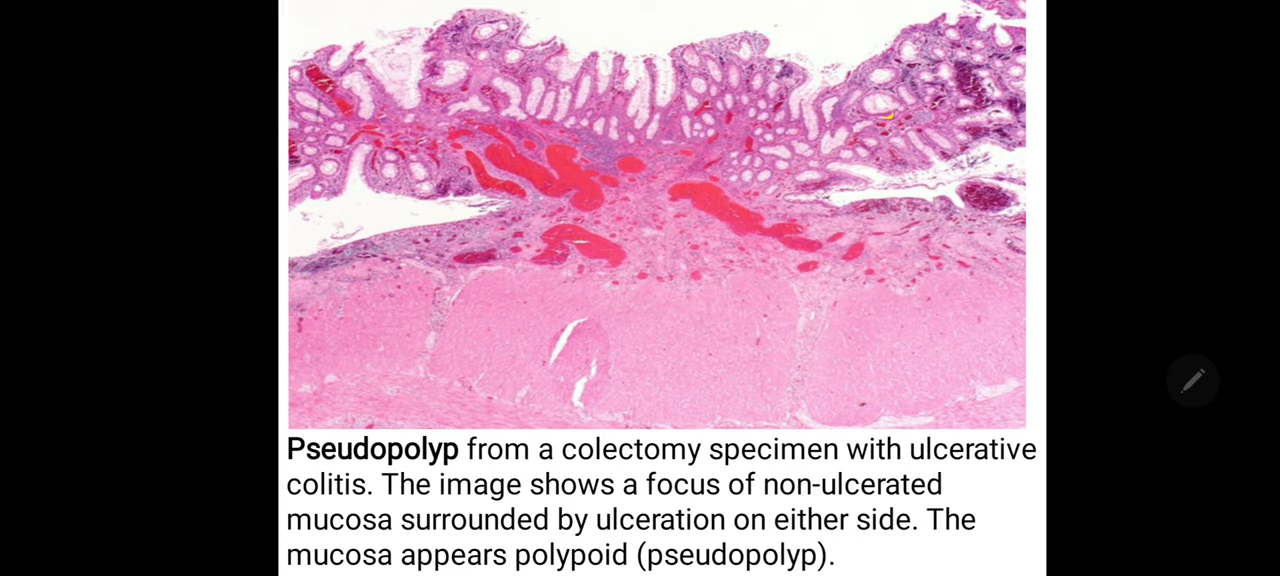 Pseudopolyp from a colectomy specimen with ulcerative
colitis. The image shows a focus of non-ulcerated
mucosa surrounded by ulceration on either side. The
mucosa appears polypoid (pseudopolyp).